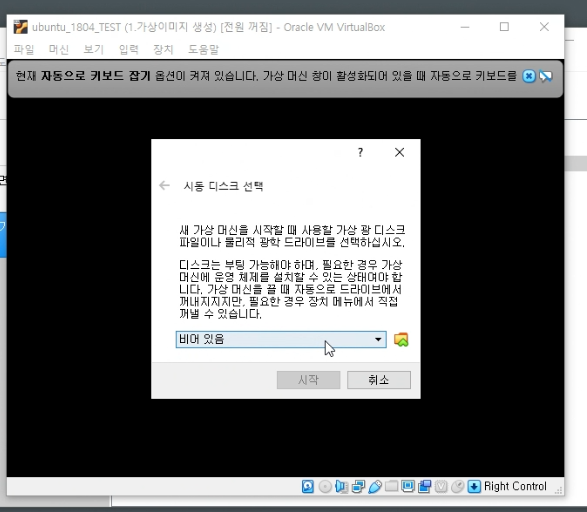 ubuntu_1804_TEST (1.가상이미지 생성) [전원 꺼짐] - Oracle VM VirtualBox
파일 머신 보기 입력 장치 도움말
현재 자동으로 키보드 잡기 옵션이 켜져 있습니다. 가상 머신 창이 활성화되어 있을 때 자동으로 키보드를
?
시동 디스크 선택
새 가상 머신을 시작할 때 사용할 가상 광 디스크
파일이나 물리적 광학 드라이브를 선택하십시오.
디스크는 부팅 가능해야 하며, 필요한 경우 가상
머신에 운영 체제를 설치할 수 있는 상태여야 합
니다. 가상 머신을 끌 때 자동으로 드라이브에서
꺼내지지지만, 필요한 경우 장치 메뉴에서 직접
꺼낼 수 있습니다.
비어 있음
시작 취소
Right Control